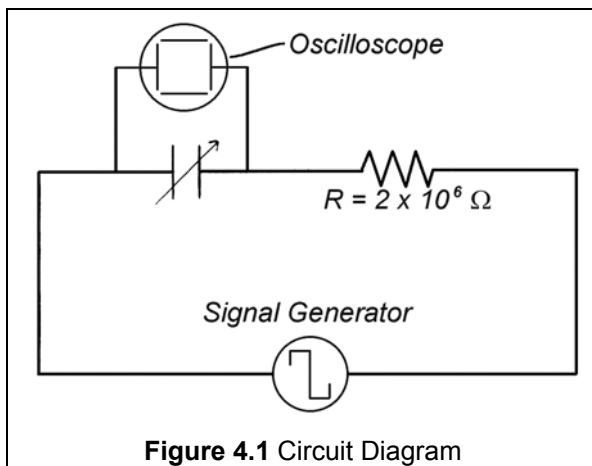 Oscilloscope
R = 2 x 10⁶ Ω
Signal Generator
Figure 4.1 Circuit Diagram